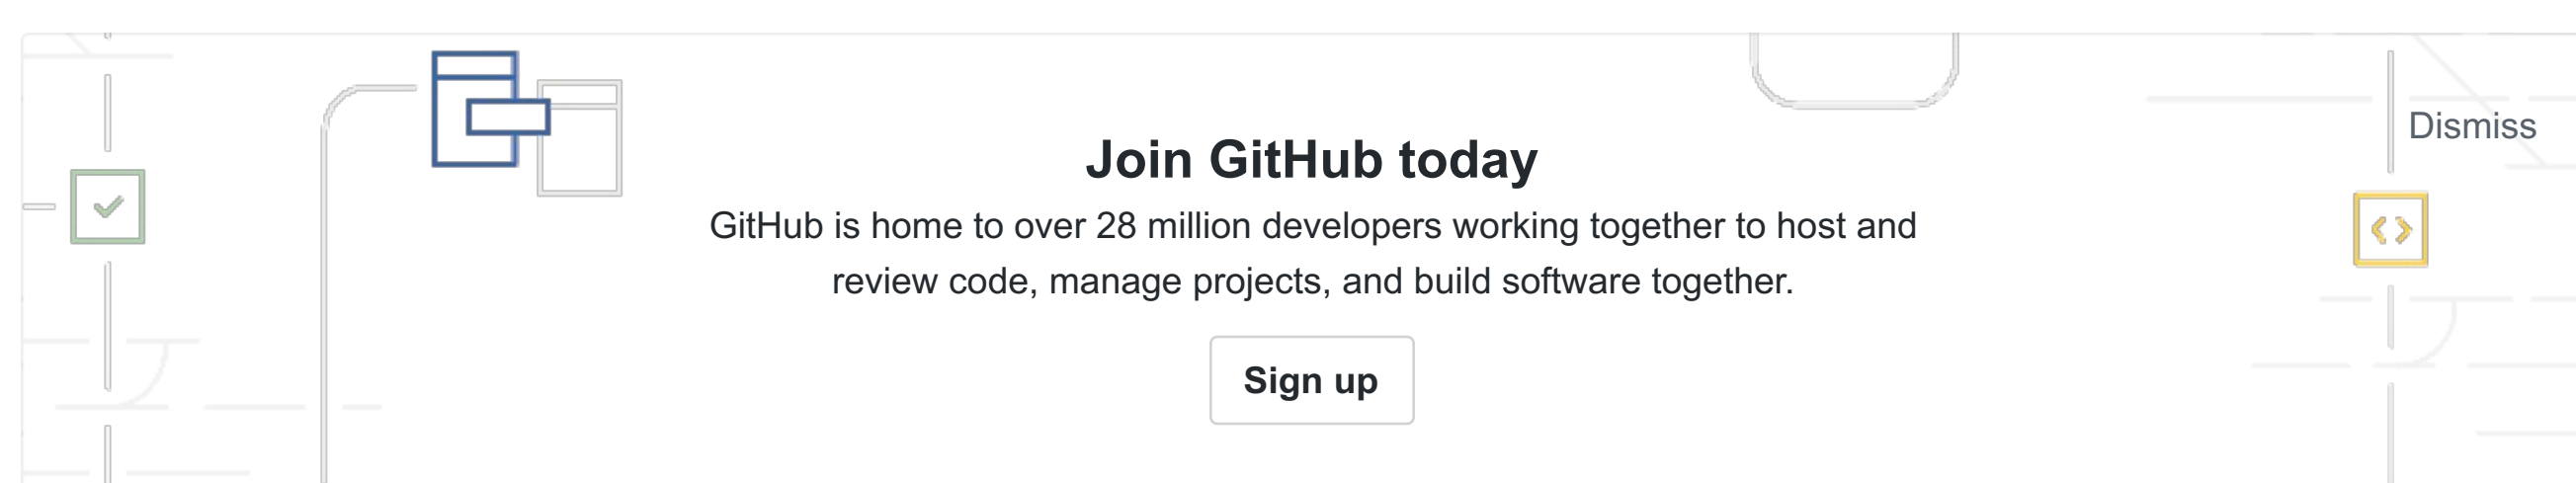 Dismiss
Join GitHub today
GitHub is home to over 28 million developers working together to host and
review code, manage projects, and build software together.
Sign up